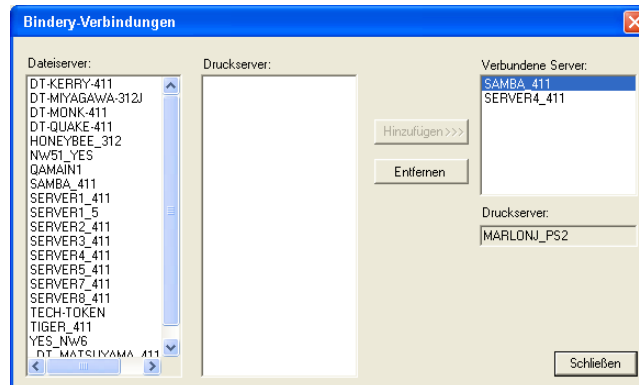 Bindery-Verbindungen
Dateiserver:
DT-KERRY-411
DT-MIYAGAWA-312J
DT-MONK-411
DT-QUAKE-411
HONEYBEE_312
NW51_YES
QAMAIN1
SAMBA_411
SERVER1_411
SERVER1_5
SERVER2_411
SERVER3_411
SERVER4_411
SERVER5_411
SERVER7_411
SERVER8_411
TECH-TOKEN
TIGER_411
YES_NW6
_DT_MATSUYAMA_411
Druckserver:
Hinzufügen>>>
Entfernen
Verbundene Server:
SAMBA_411
SERVER4_411
Druckserver:
MARLONJ_PS2
Schließen